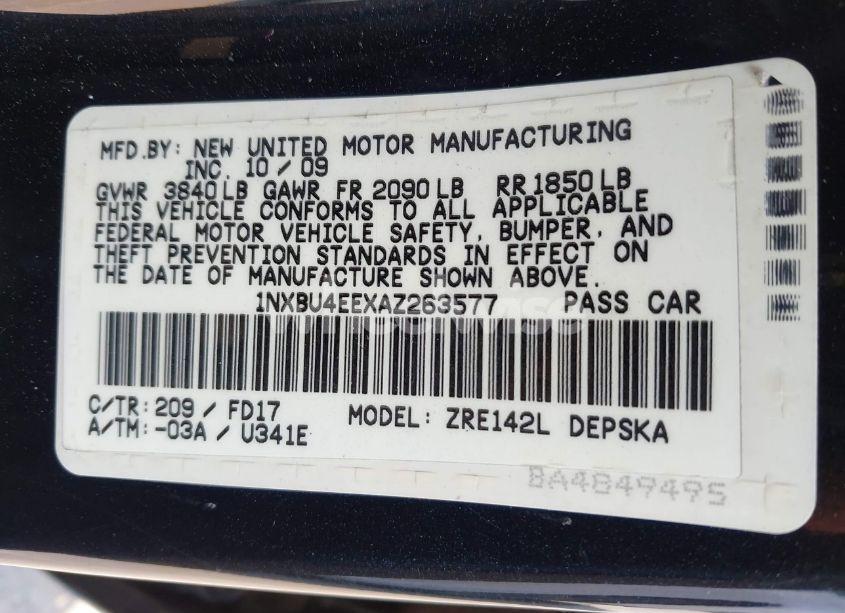 MFD.BY: NEW UNITED MOTOR MANUFACTURING
INC. 10 / 09
GVWR 3840 LB GAWR FR 2090 LB RR 1850 LB
THIS VEHICLE CONFORMS TO ALL APPLICABLE
FEDERAL MOTOR VEHICLE SAFETY, BUMPER, AND
THEFT PREVENTION STANDARDS IN EFFECT ON
THE DATE OF MANUFACTURE SHOWN ABOVE.
1NXBU4EEXAZ263577 PASS CAR
C/TR: 209 / FD17 MODEL: ZRE142L DEPSKA
A/TM: -03A / U341E
BA4849495